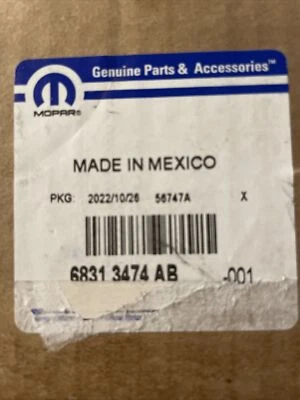 Genuine Parts & Accessories™
MOPAR®
MADE IN MEXICO
PKG: 2022/10/26 56747A X
6831 3474 AB -001